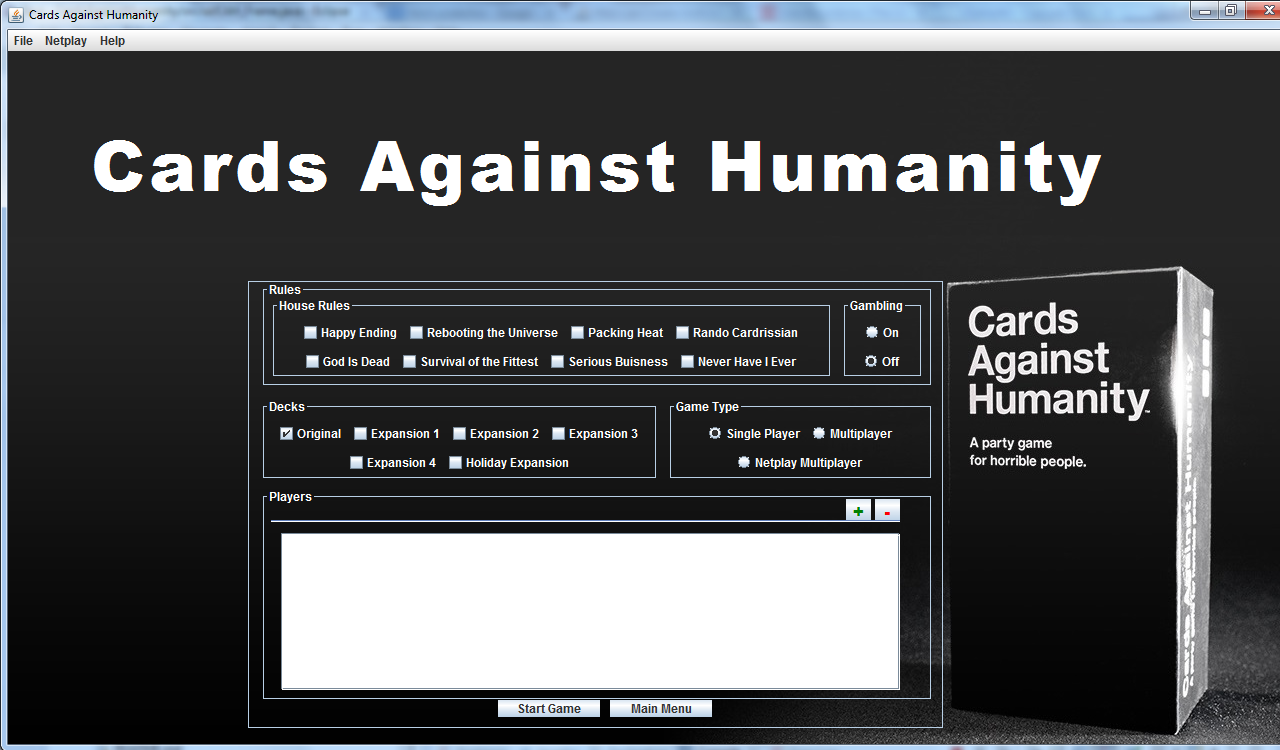 Cards Against Humanity
File Netplay Help
Cards Against Humanity
Rules
House Rules
Gambling
Happy Ending Rebooting the Universe Packing Heat Rando Cardrissian
On
God Is Dead Survival of the Fittest Serious Buisness Never Have I Ever
Off
Decks
Original Expansion 1 Expansion 2 Expansion 3
Expansion 4 Holiday Expansion
Game Type
Single Player Multiplayer
Netplay Multiplayer
Players
+ -
Start Game Main Menu
Cards
Against
Humanity™
A party game
for horrible people.